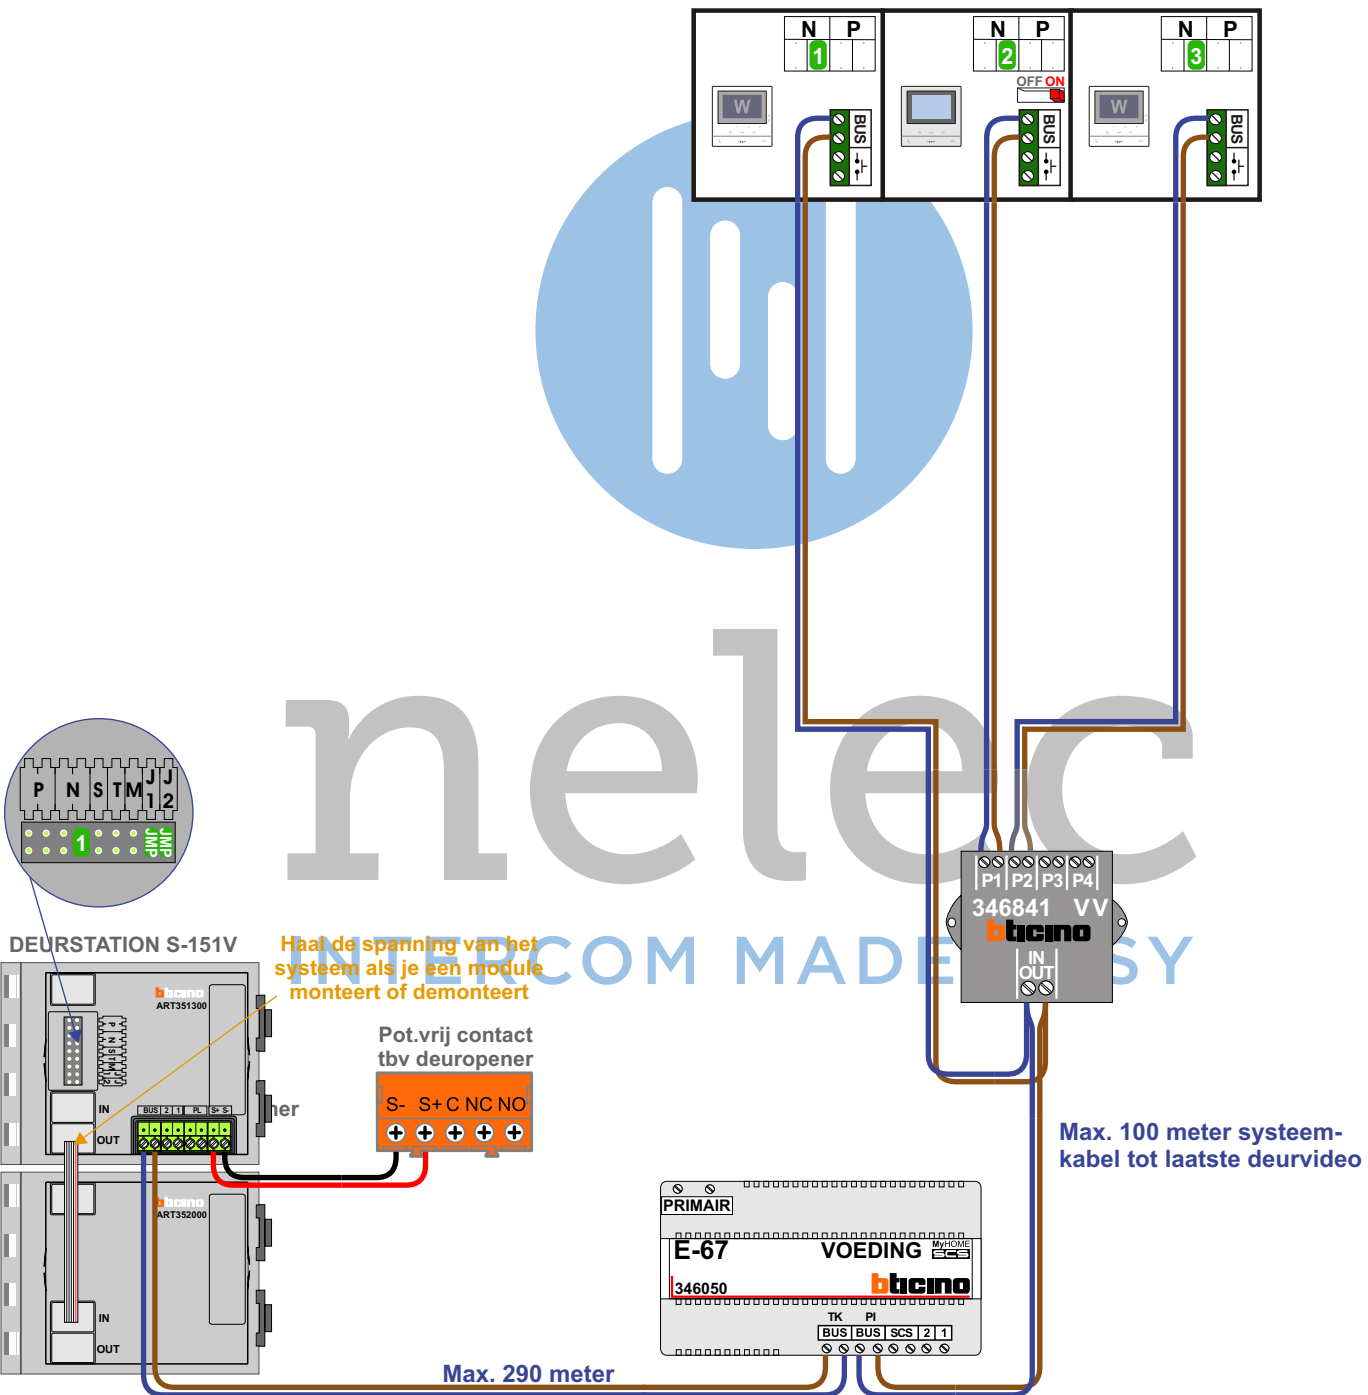 N P
1
N P
2
N P
3
OFF ON
W
W
BUS
BUS
BUS
nelec
INTERCOM MADE EASY
P N S T M J1 J2
1 JMP JMP
DEURSTATION S-151V
Haal de spanning van het
systeem als je een module
monteert of demonteert
bticino
ART351300
P N S T M J1 J2
IN
OUT
BUS 2 1 PL S+ S-
Pot.vrij contact
tbv deuropener
S- S+ C NC NO
bticino
ART352000
IN
OUT
P1 P2 P3 P4
346841 VV
bticino
IN
OUT
Max. 100 meter systeem-
kabel tot laatste deurvideo
PRIMAIR
E-67 VOEDING MyHOME
SCS
346050 bticino
TK PI
BUS BUS SCS 2 1
Max. 290 meter